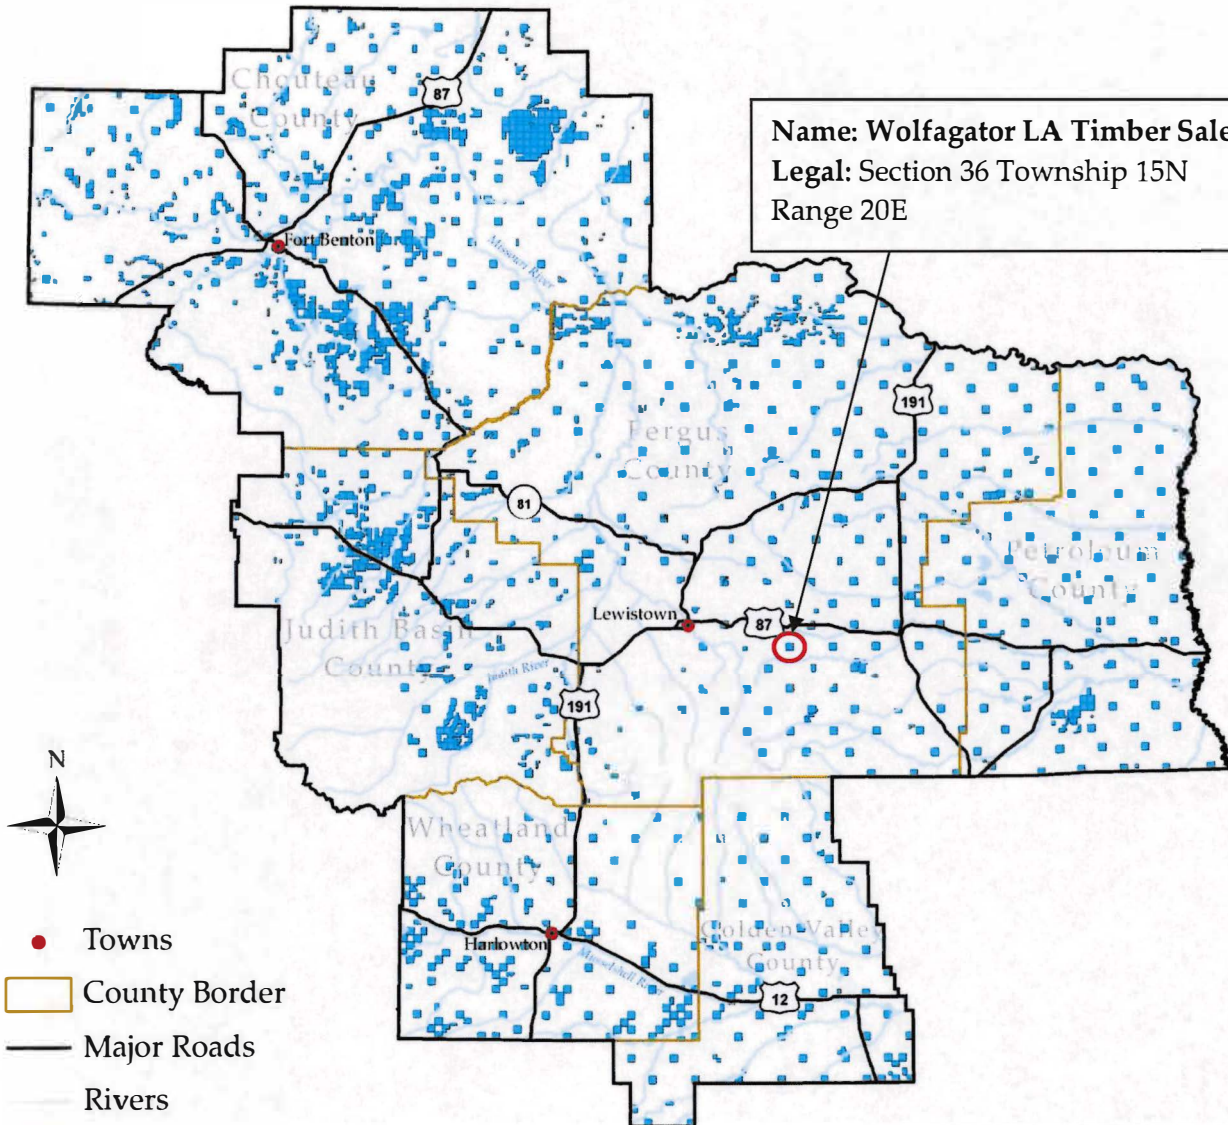 Chouteau
County
87
Name: Wolfagator LA Timber Sale
Legal: Section 36 Township 15N
Range 20E
Fort Benton
Missouri River
191
Fergus
County
81
Petroleum
County
Lewistown
87
Judith Basin
County
Judith River
191
N
Wheatland
County
Harlowton
Musselshell River
Golden Valley
County
12
Towns
County Border
Major Roads
Rivers